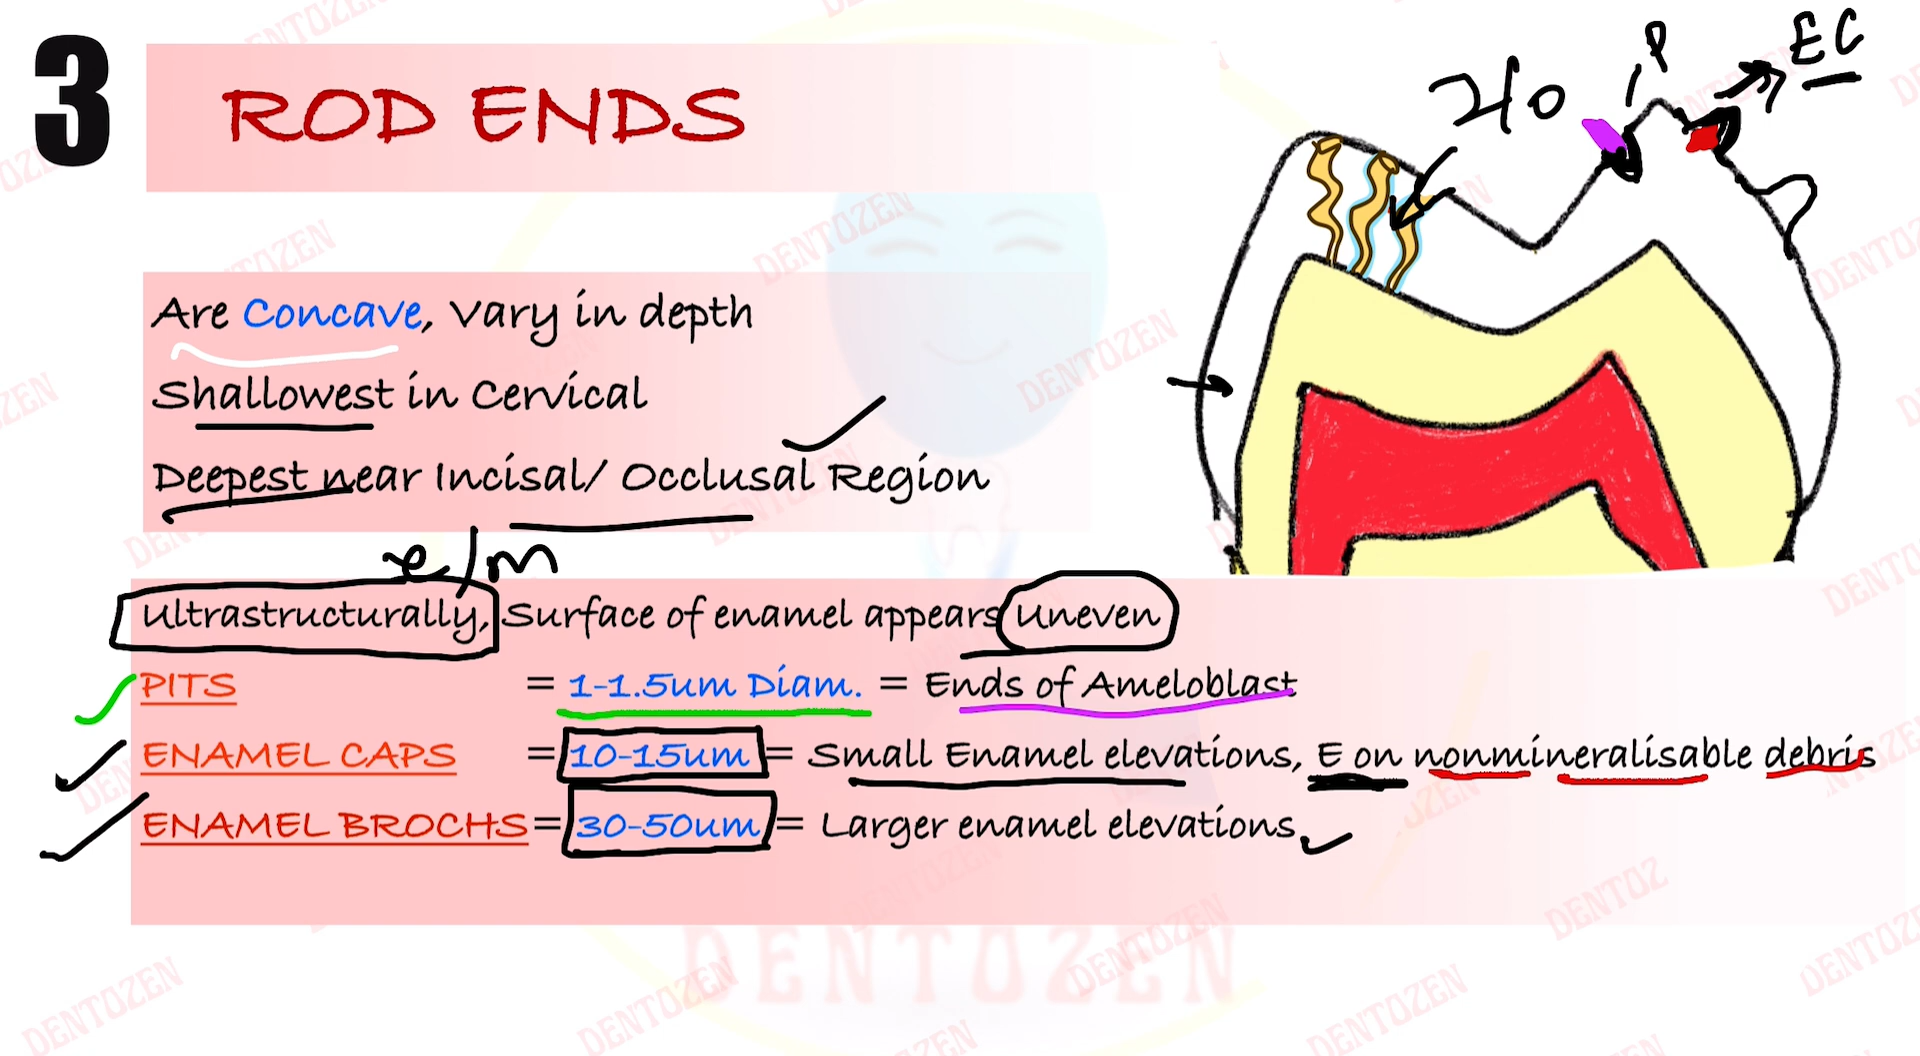 3
ROD ENDS
Are Concave, Vary in depth
Shallowest in Cervical
Deepest near Incisal/ Occlusal Region
e/m
Ultrastructurally, Surface of enamel appears Uneven
PITS = 1-1.5um Diam. = Ends of Ameloblast
ENAMEL CAPS = 10-15um = Small Enamel elevations, E on nonmineralisable debris
ENAMEL BROCHS = 30-50um = Larger enamel elevations
P
EC
DENTOZEN